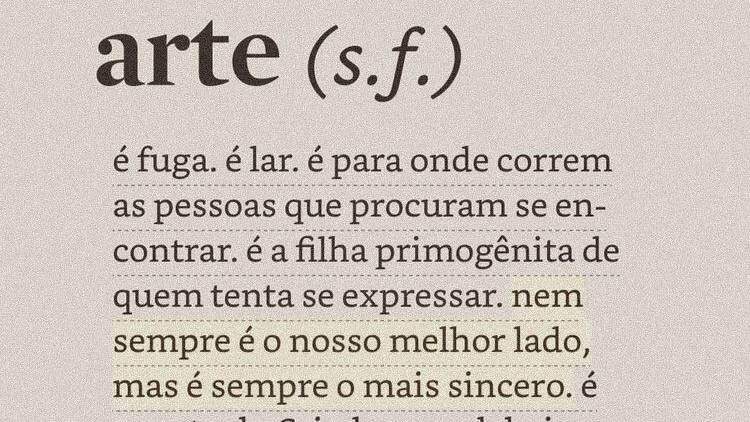 arte (s.f.)
é fuga. é lar. é para onde correm
as pessoas que procuram se en-
contrar. é a filha primogênita de
quem tenta se expressar. nem
sempre é o nosso melhor lado,
mas é sempre o mais sincero. é